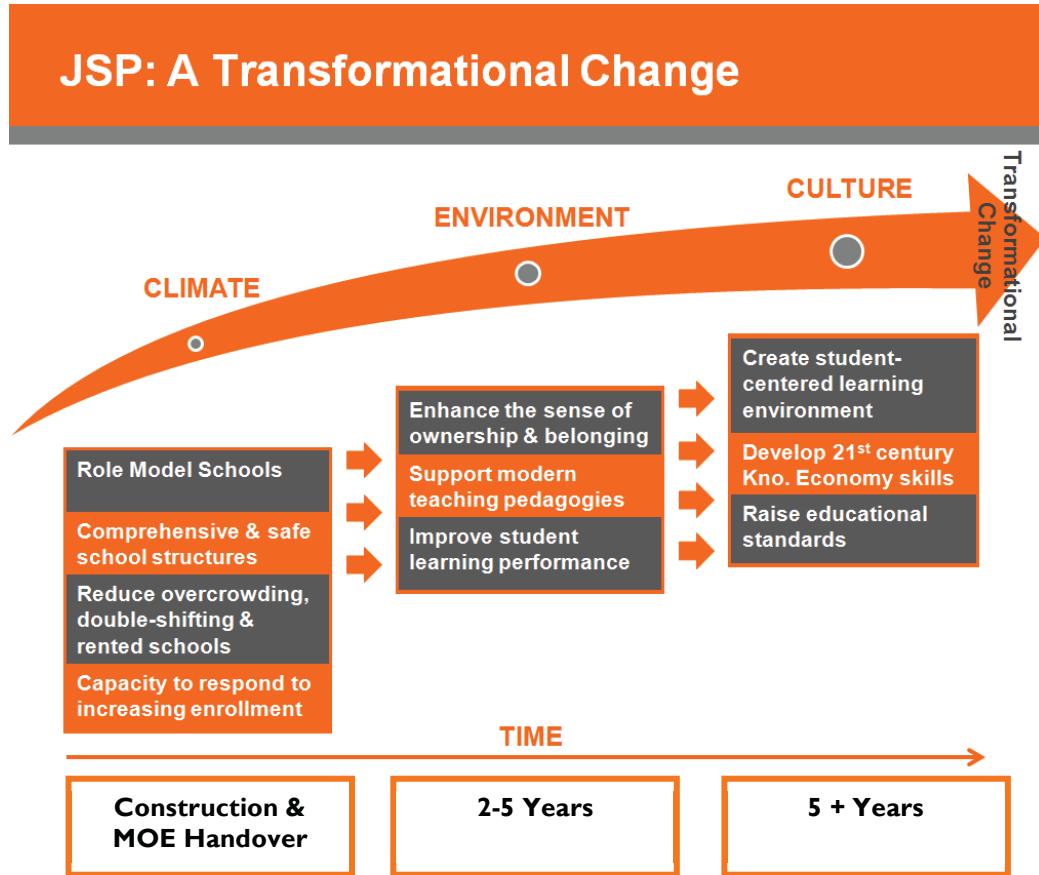 JSP: A Transformational Change
CLIMATE
ENVIRONMENT
CULTURE
Transformational
Change
Role Model Schools
Comprehensive & safe
school structures
Reduce overcrowding,
double-shifting &
rented schools
Capacity to respond to
increasing enrollment
Enhance the sense of
ownership & belonging
Support modern
teaching pedagogies
Improve student
learning performance
Create student-
centered learning
environment
Develop 21st century
Kno. Economy skills
Raise educational
standards
TIME
Construction &
MOE Handover
2-5 Years
5 + Years